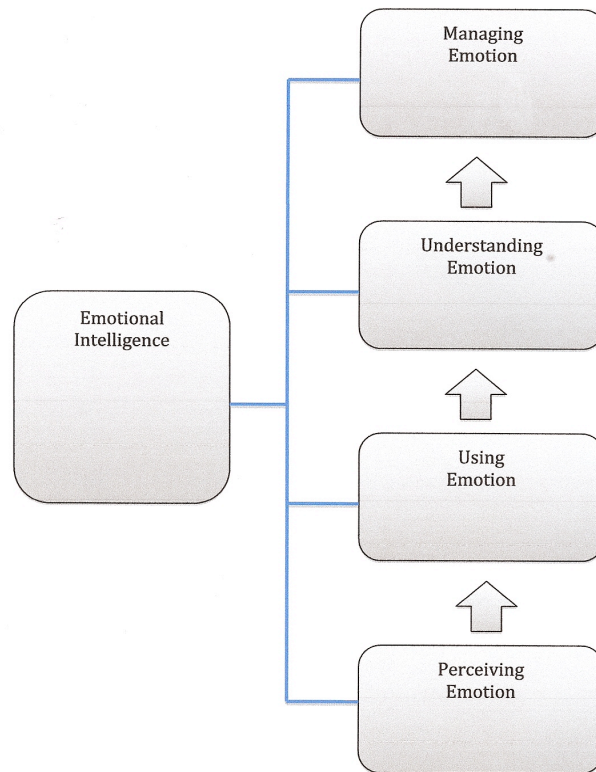 Managing
Emotion
Understanding
Emotion
Emotional
Intelligence
Using
Emotion
Perceiving
Emotion